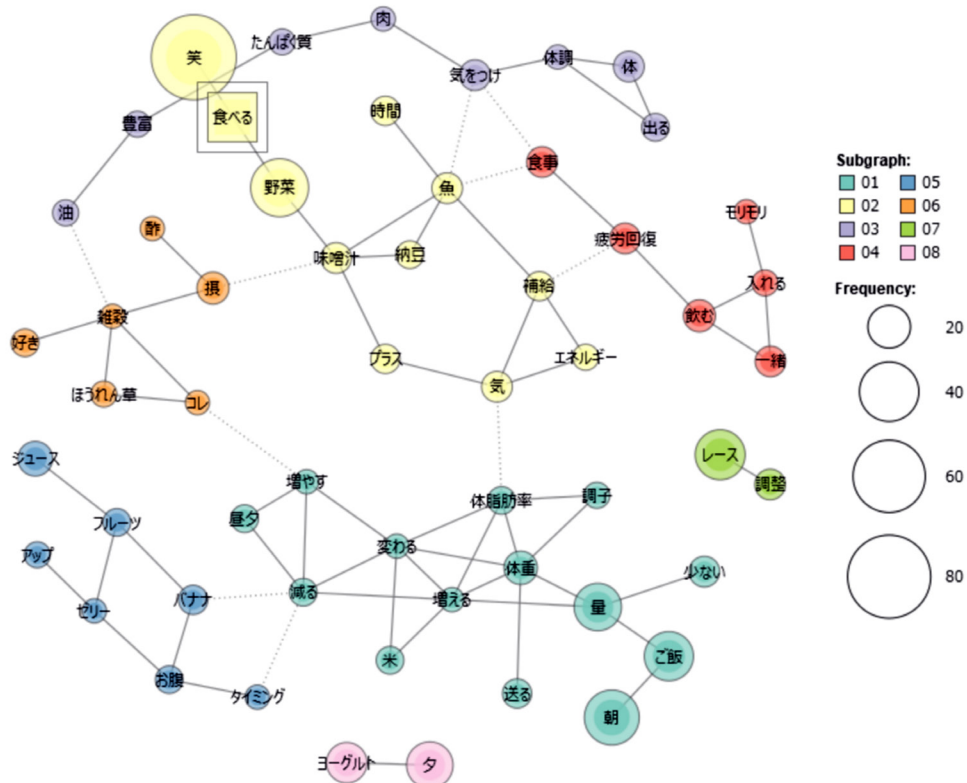 肉
たんぱく質
笑
体調
体
気をつけ
時間
食べる
豊富
出る
食事
野菜
魚
油
モリモリ
酢
疲労回復
納豆
味噌汁
入れる
補給
摂
雑穀
飲む
好き
プラス
エネルギー
一緒
気
ほうれん草
コレ
Subgraph:
01
05
02
06
03
07
04
08
Frequency:
20
40
60
80
ジュース
レース
増やす
調整
体脂肪率
調子
昼夕
フルーツ
変わる
アップ
体重
少ない
減る
バナナ
増える
セリー
量
米
ご飯
お腹
タイミング
送る
朝
ヨーグルト
夕